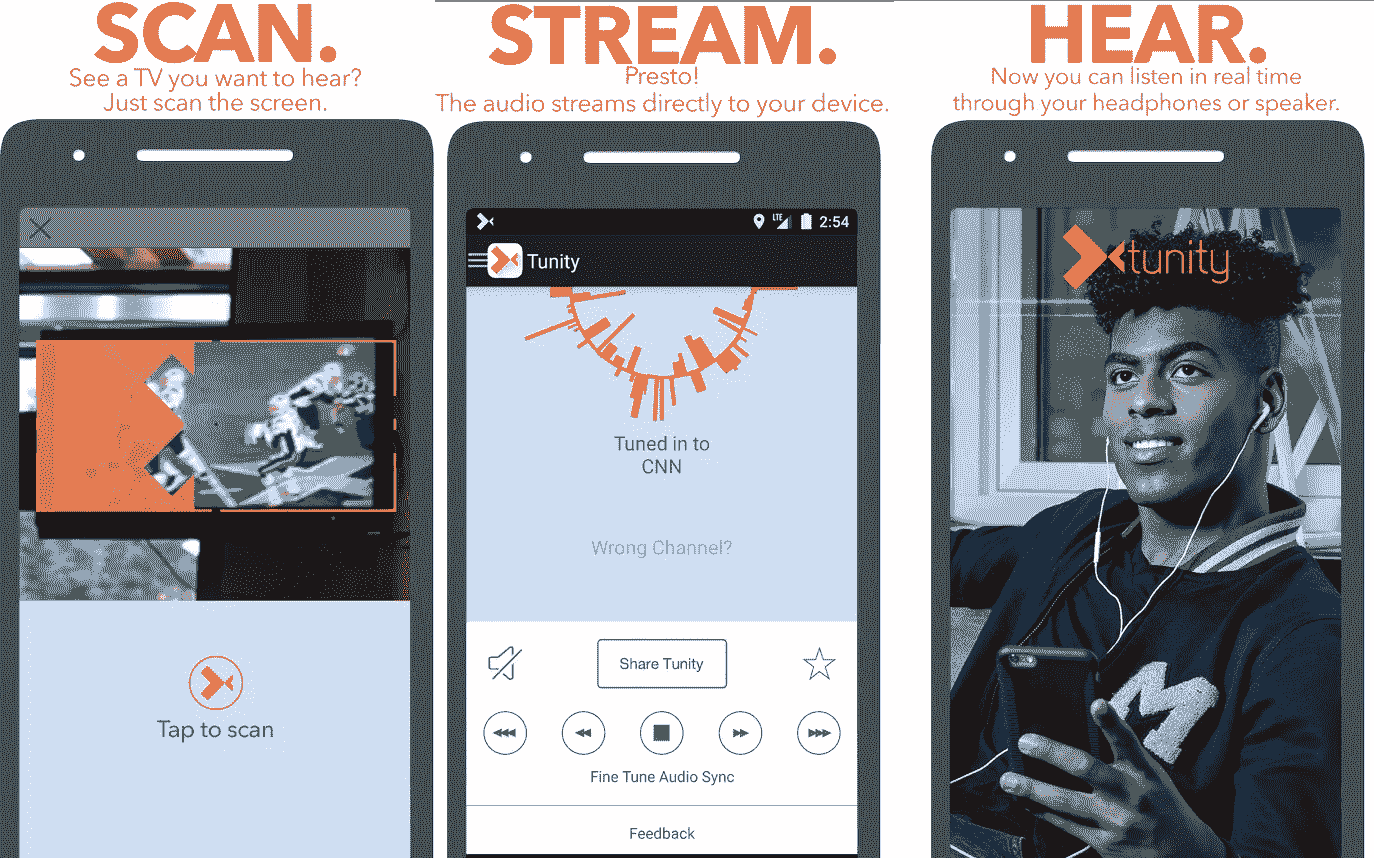 SCAN.
See a TV you want to hear?
Just scan the screen.
Tap to scan
STREAM.
Presto!
The audio streams directly to your device.
LTE
2:54
Tunity
Tuned in to
CNN
Wrong Channel?
Share Tunity
Fine Tune Audio Sync
Feedback
HEAR.
Now you can listen in real time
through your headphones or speaker.
tunity
M